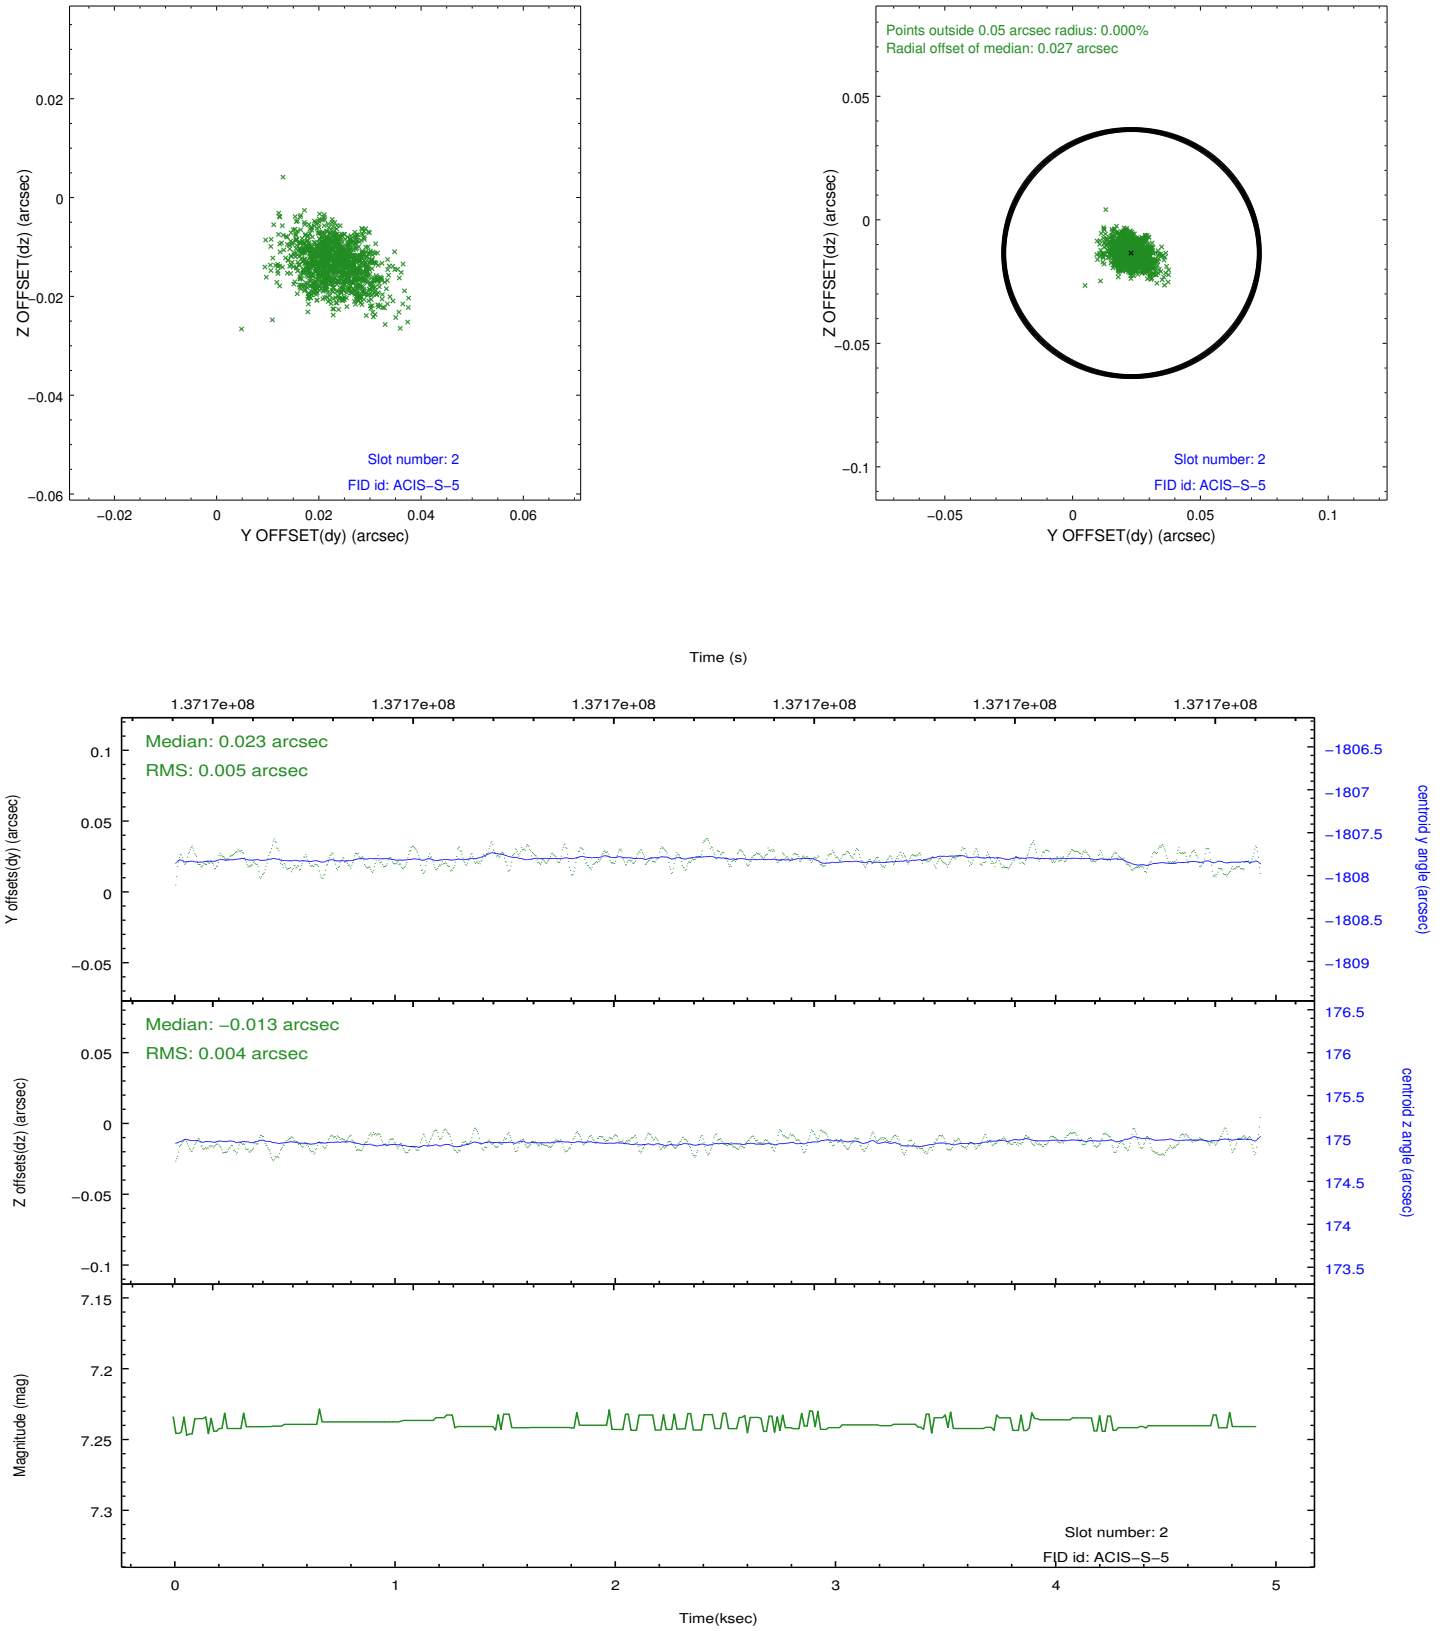 0.02
0
−0.02
−0.04
−0.06
Z OFFSET(dz) (arcsec)
Slot number: 2
FID id: ACIS−S−5
−0.02
0
0.02
0.04
0.06
Y OFFSET(dy) (arcsec)
Points outside 0.05 arcsec radius: 0.000%
Radial offset of median: 0.027 arcsec
0.05
0
−0.05
−0.1
Z OFFSET(dz) (arcsec)
Slot number: 2
FID id: ACIS−S−5
−0.05
0
0.05
0.1
Y OFFSET(dy) (arcsec)
Time (s)
1.3717e+08
1.3717e+08
1.3717e+08
1.3717e+08
1.3717e+08
1.3717e+08
Median: 0.023 arcsec
RMS: 0.005 arcsec
0.1
0.05
0
−0.05
Y offsets(dy) (arcsec)
−1806.5
−1807
−1807.5
−1808
−1808.5
−1809
centroid y angle (arcsec)
Median: −0.013 arcsec
RMS: 0.004 arcsec
0.05
0
−0.05
−0.1
Z offsets(dz) (arcsec)
176.5
176
175.5
175
174.5
174
173.5
centroid z angle (arcsec)
7.15
7.2
7.25
7.3
Magnitude (mag)
Slot number: 2
FID id: ACIS−S−5
0
1
2
3
4
5
Time(ksec)